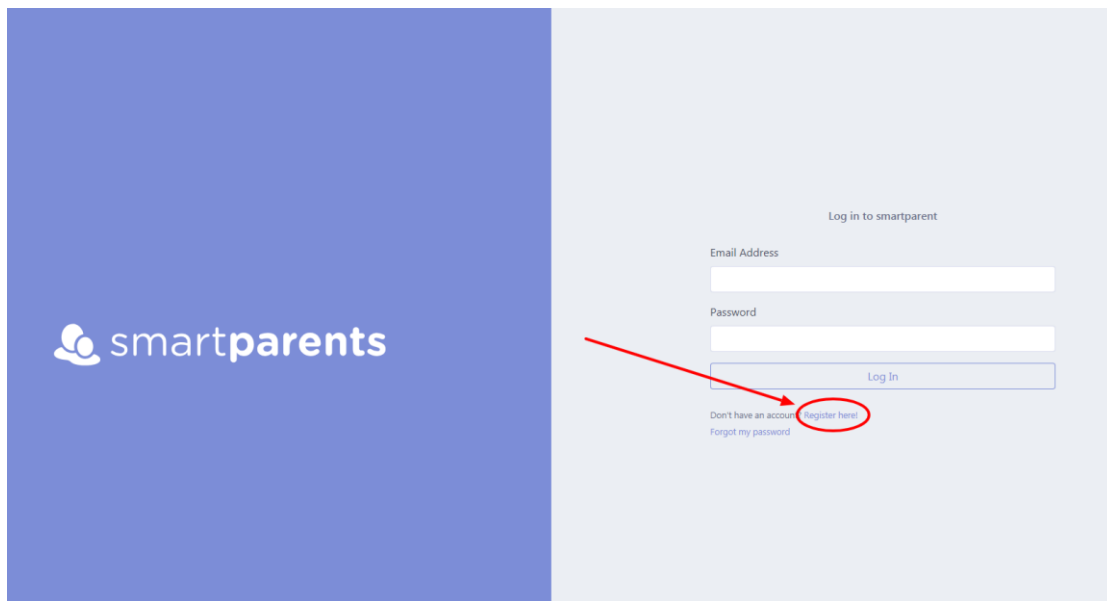 smartparents
Log in to smartparent
Email Address
Password
Log In
Don't have an account? Register here!
Forgot my password